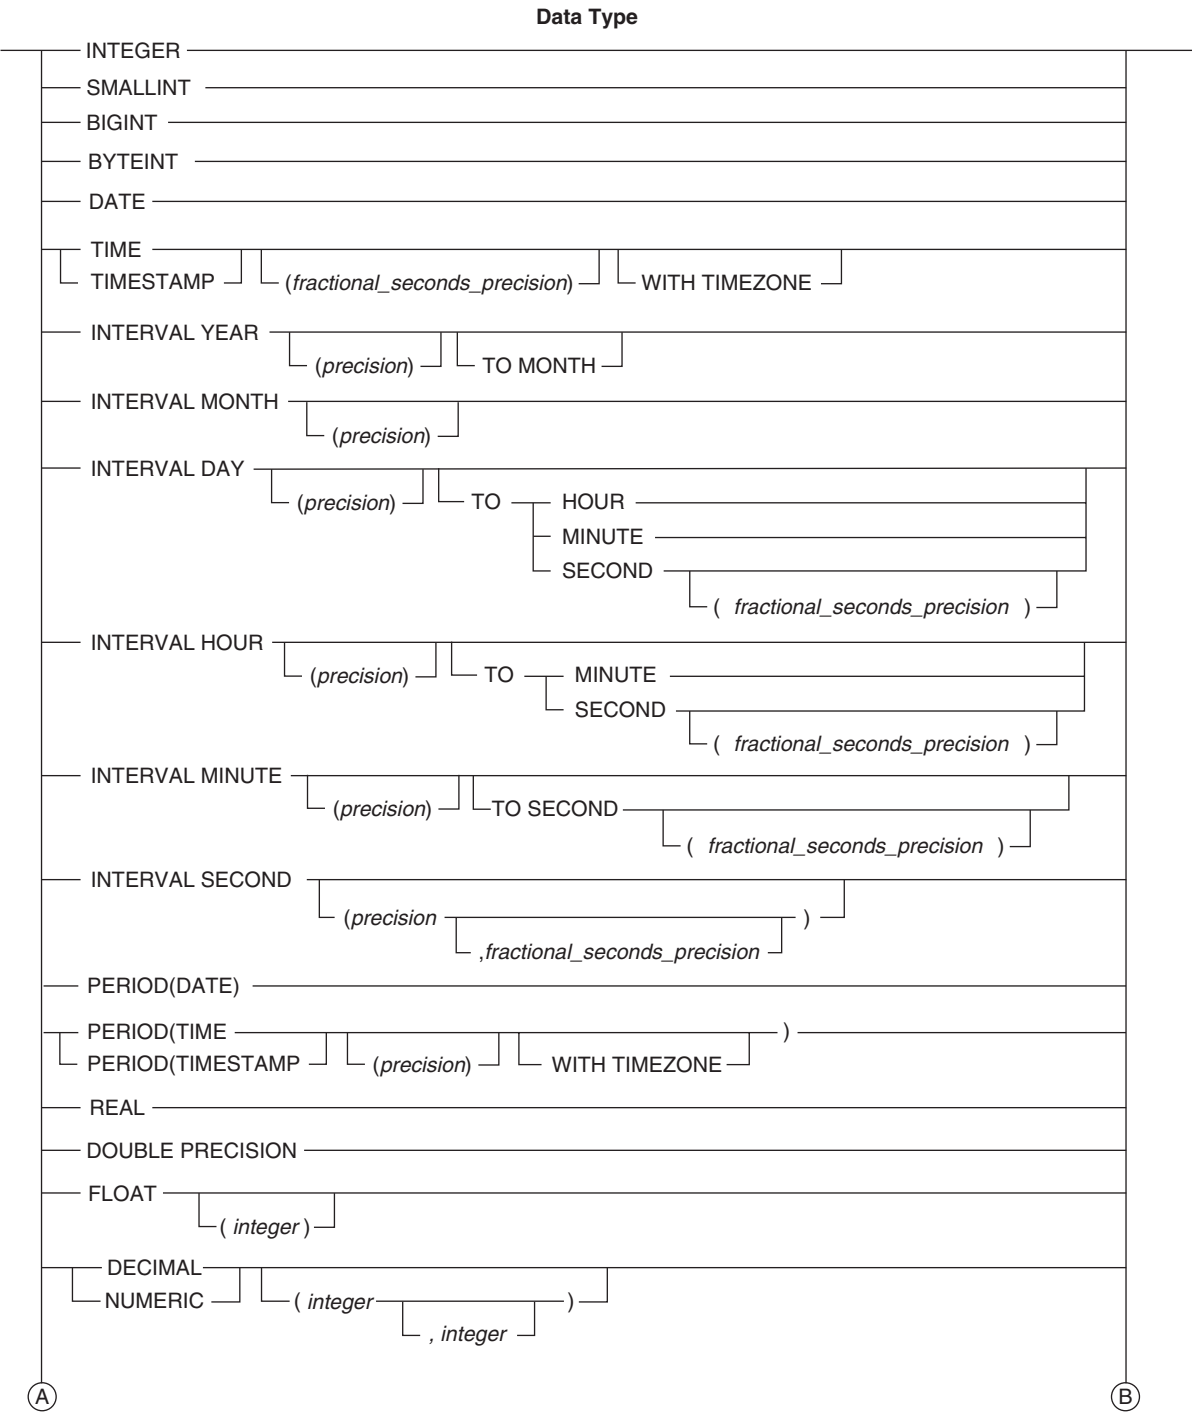 Data Type
INTEGER
SMALLINT
BIGINT
BYTEINT
DATE
TIME
TIMESTAMP (fractional_seconds_precision) WITH TIMEZONE
INTERVAL YEAR
(precision) TO MONTH
INTERVAL MONTH
(precision)
INTERVAL DAY
(precision) TO HOUR
MINUTE
SECOND
( fractional_seconds_precision )
INTERVAL HOUR
(precision) TO MINUTE
SECOND
( fractional_seconds_precision )
INTERVAL MINUTE
(precision) TO SECOND
( fractional_seconds_precision )
INTERVAL SECOND
(precision )
,fractional_seconds_precision
PERIOD(DATE)
PERIOD(TIME )
PERIOD(TIMESTAMP (precision) WITH TIMEZONE
REAL
DOUBLE PRECISION
FLOAT
( integer )
DECIMAL
NUMERIC ( integer )
, integer
A B